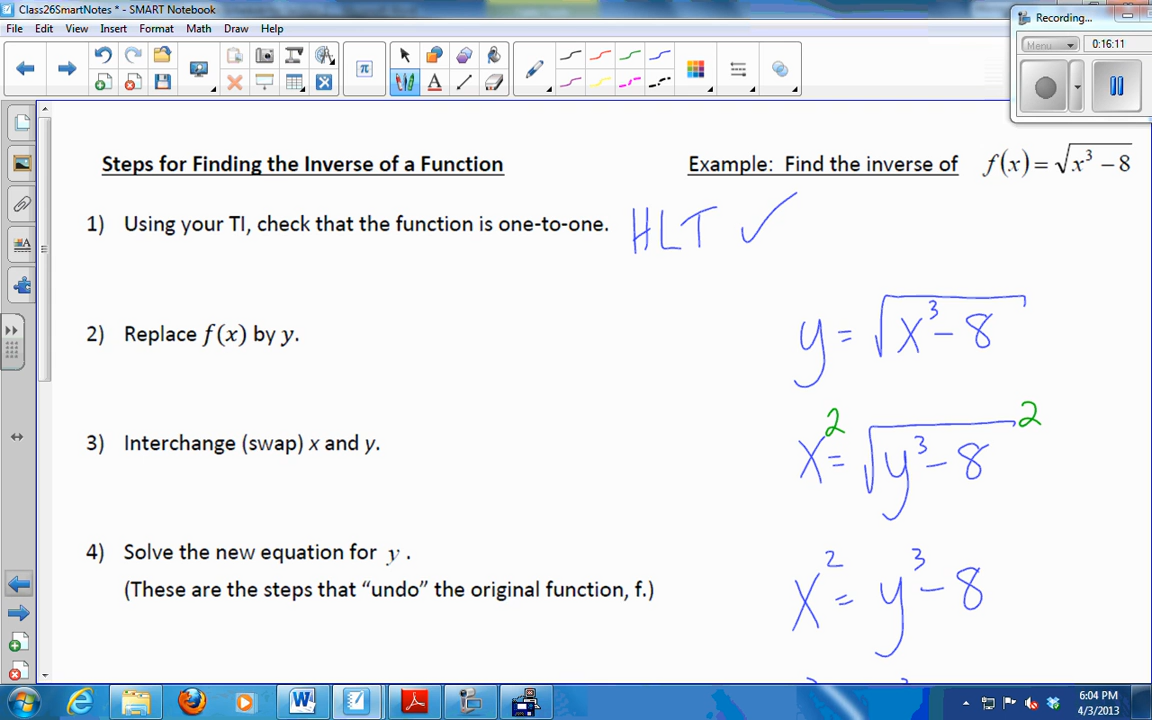 Class26SmartNotes * - SMART Notebook
File Edit View Insert Format Math Draw Help
Recording...
Menu
0:16:11
π
A
Steps for Finding the Inverse of a Function
Example: Find the inverse of f(x) = √x³ − 8
1) Using your TI, check that the function is one-to-one. HLT ✓
2) Replace f(x) by y.
y = √x³ − 8
3) Interchange (swap) x and y.
x² = √y³ − 8²
4) Solve the new equation for y .
(These are the steps that “undo” the original function, f.)
x² = y³ − 8
6:04 PM
4/3/2013